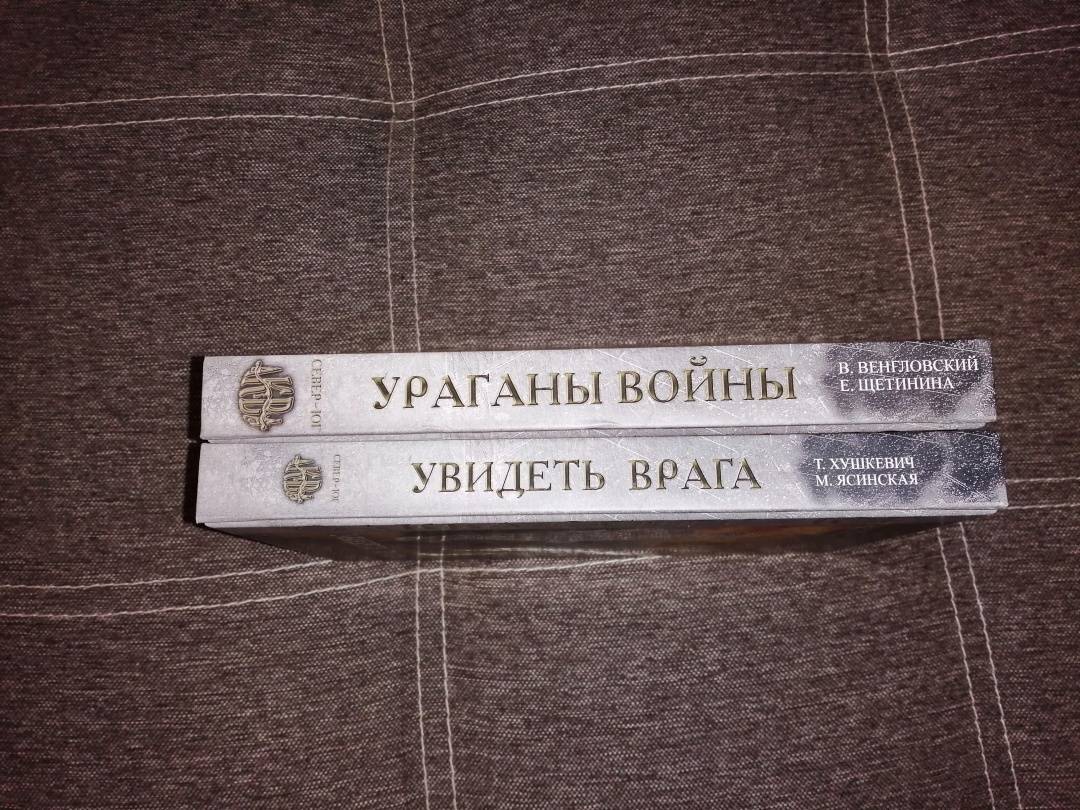 СЕВЕР-ЮГ
УРАГАНЫ ВОЙНЫ
В. ВЕНГЛОВСКИЙ
Е. ЩЕТИНИНА
СЕВЕР-ЮГ
УВИДЕТЬ ВРАГА
Т. ХУШКЕВИЧ
М. ЯСИНСКАЯ